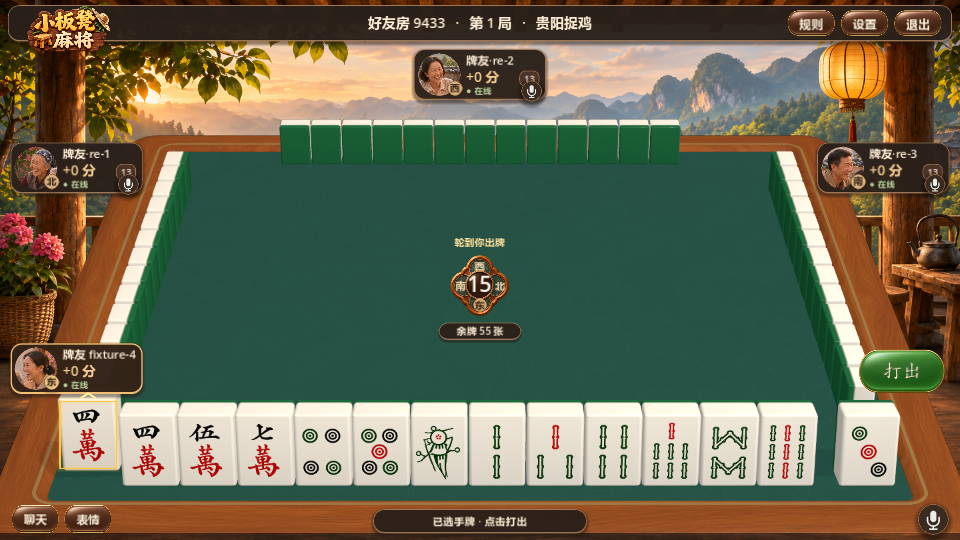 小板凳
麻将
好友房 9433 · 第 1 局 · 贵阳捉鸡
规则
设置
退出
牌友·re-2
+0 分
在线
西
13
牌友·re-1
+0 分
在线
北
13
牌友·re-3
+0 分
在线
南
13
轮到你出牌
西
南 15 北
东
余牌 55 张
牌友 fixture-4
+0 分
在线
东
打出
四萬
四萬
伍萬
七萬
聊天
表情
已选手牌 · 点击打出